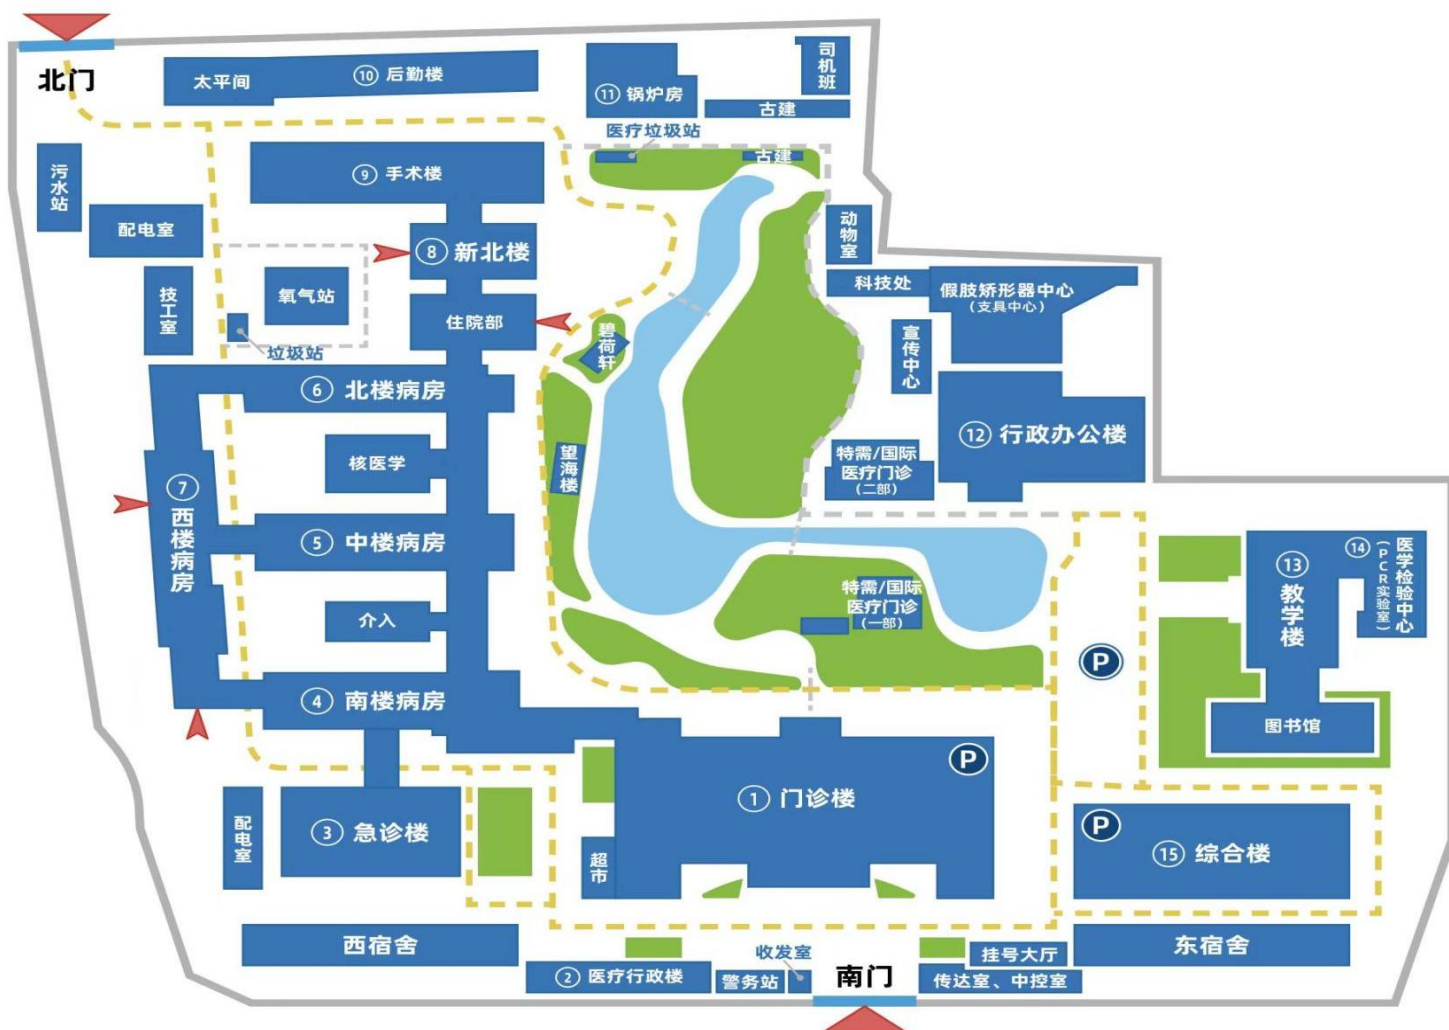 北门
太平间
⑩ 后勤楼
⑪ 锅炉房
司机班
古建
医疗垃圾站
古建
污水站
⑨ 手术楼
配电室
⑧ 新北楼
动物室
技工室
氧气站
住院部
科技处
假肢矫形器中心
(支具中心)
垃圾站
碧荷轩
宣传中心
⑥ 北楼病房
⑫ 行政办公楼
核医学
望海楼
特需/国际
医疗门诊
(二部)
⑦ 西楼病房
⑤ 中楼病房
⑬ 教学楼
⑭ 医学检验中心
(PCR实验室)
介入
特需/国际
医疗门诊
(一部)
P
④ 南楼病房
图书馆
P
① 门诊楼
配电室
③ 急诊楼
超市
P
⑮ 综合楼
西宿舍
收发室
挂号大厅
东宿舍
② 医疗行政楼
警务站
南门
传达室、中控室